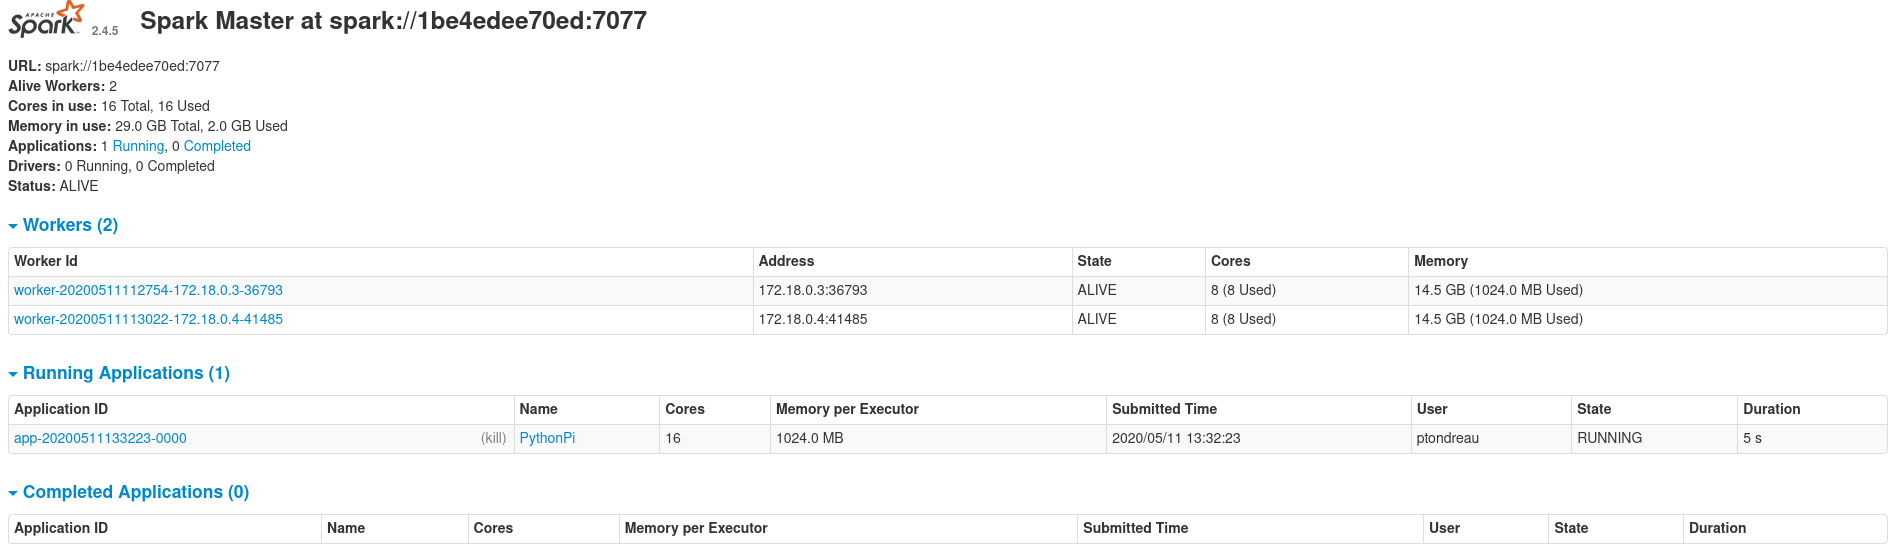 APACHE
Spark 2.4.5 Spark Master at spark://1be4edee70ed:7077
URL: spark://1be4edee70ed:7077
Alive Workers: 2
Cores in use: 16 Total, 16 Used
Memory in use: 29.0 GB Total, 2.0 GB Used
Applications: 1 Running, 0 Completed
Drivers: 0 Running, 0 Completed
Status: ALIVE
Workers (2)
Worker Id Address State Cores Memory
worker-20200511112754-172.18.0.3-36793 172.18.0.3:36793 ALIVE 8 (8 Used) 14.5 GB (1024.0 MB Used)
worker-20200511113022-172.18.0.4-41485 172.18.0.4:41485 ALIVE 8 (8 Used) 14.5 GB (1024.0 MB Used)
Running Applications (1)
Application ID Name Cores Memory per Executor Submitted Time User State Duration
app-20200511133223-0000 (kill) PythonPi 16 1024.0 MB 2020/05/11 13:32:23 ptondreau RUNNING 5 s
Completed Applications (0)
Application ID Name Cores Memory per Executor Submitted Time User State Duration